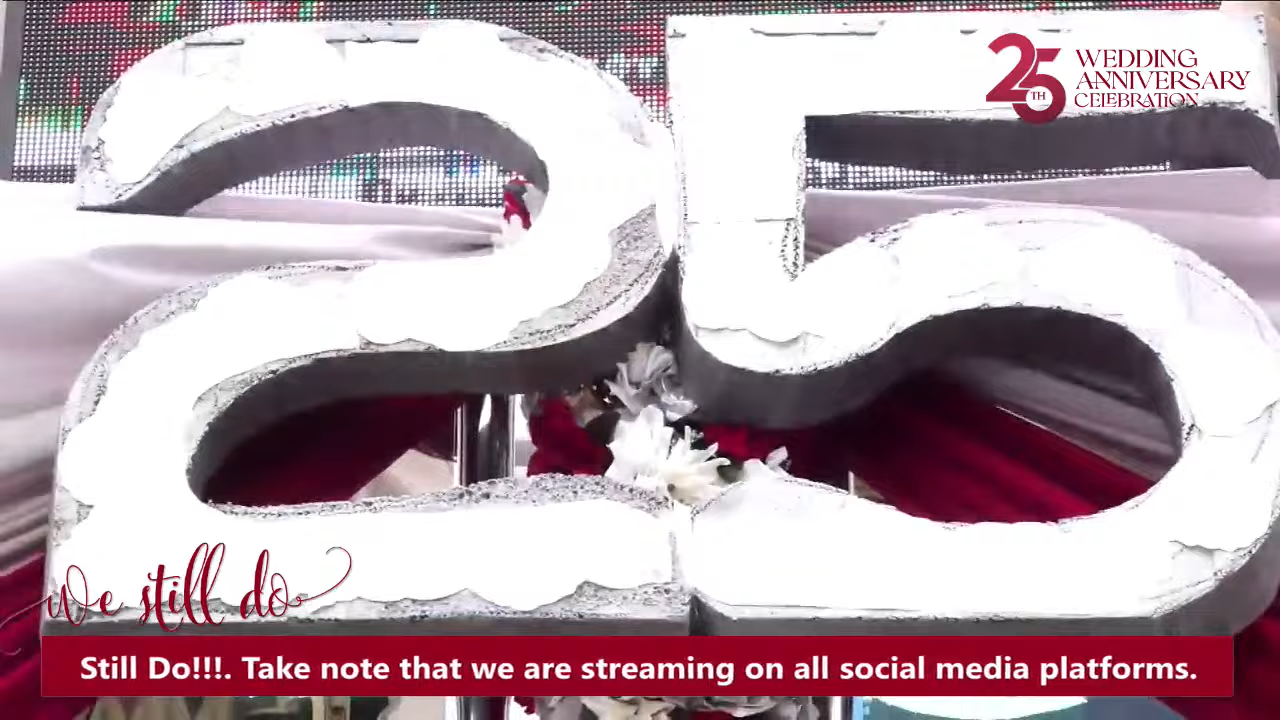 25
25TH
WEDDING
ANNIVERSARY
CELEBRATION
we still do
Still Do!!!. Take note that we are streaming on all social media platforms.